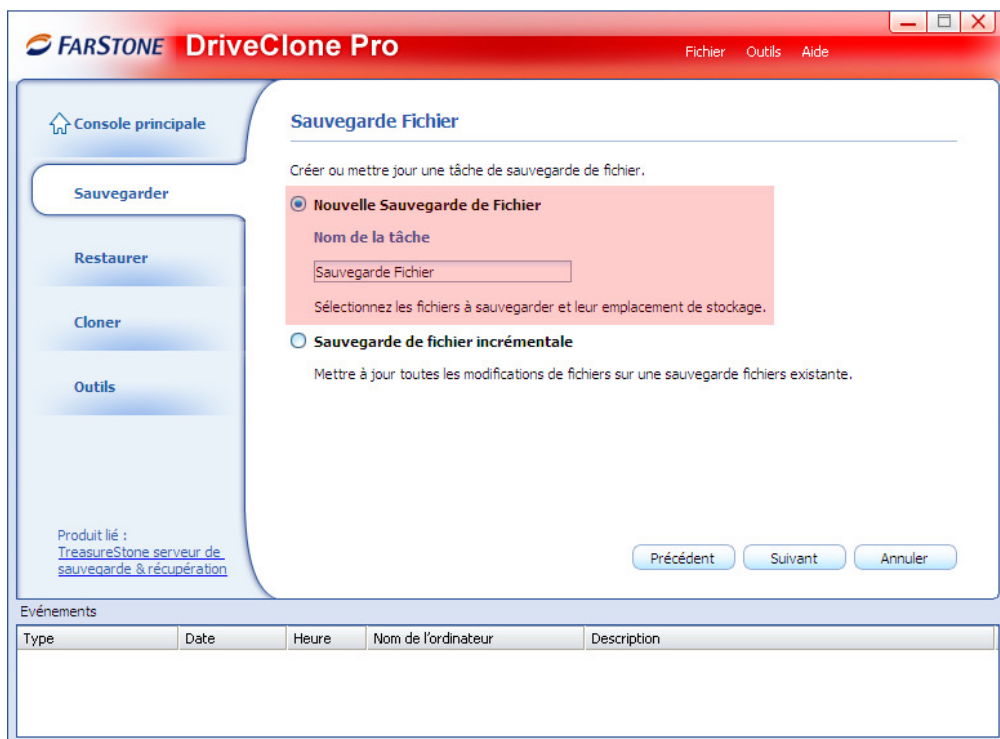 FARSTONE DriveClone Pro
Fichier Outils Aide
Console principale
Sauvegarder
Restaurer
Cloner
Outils
Produit lié :
TreasureStone serveur de
sauvegarde & récupération
Sauvegarde Fichier
Créer ou mettre jour une tâche de sauvegarde de fichier.
Nouvelle Sauvegarde de Fichier
Nom de la tâche
Sauvegarde Fichier
Sélectionnez les fichiers à sauvegarder et leur emplacement de stockage.
Sauvegarde de fichier incrémentale
Mettre à jour toutes les modifications de fichiers sur une sauvegarde fichiers existante.
Précédent Suivant Annuler
Evénements
Type Date Heure Nom de l'ordinateur Description